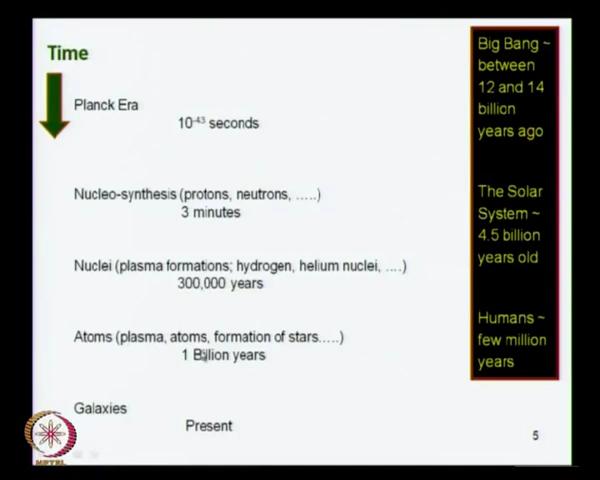 Time
Planck Era
10⁻⁴³ seconds
Nucleo-synthesis (protons, neutrons, .....)
3 minutes
Nuclei (plasma formations; hydrogen, helium nuclei, ....)
300,000 years
Atoms (plasma, atoms, formation of stars.....)
1 Billion years
Galaxies
Present
Big Bang ~
between
12 and 14
billion
years ago
The Solar
System ~
4.5 billion
years old
Humans ~
few million
years
5
NPTEL